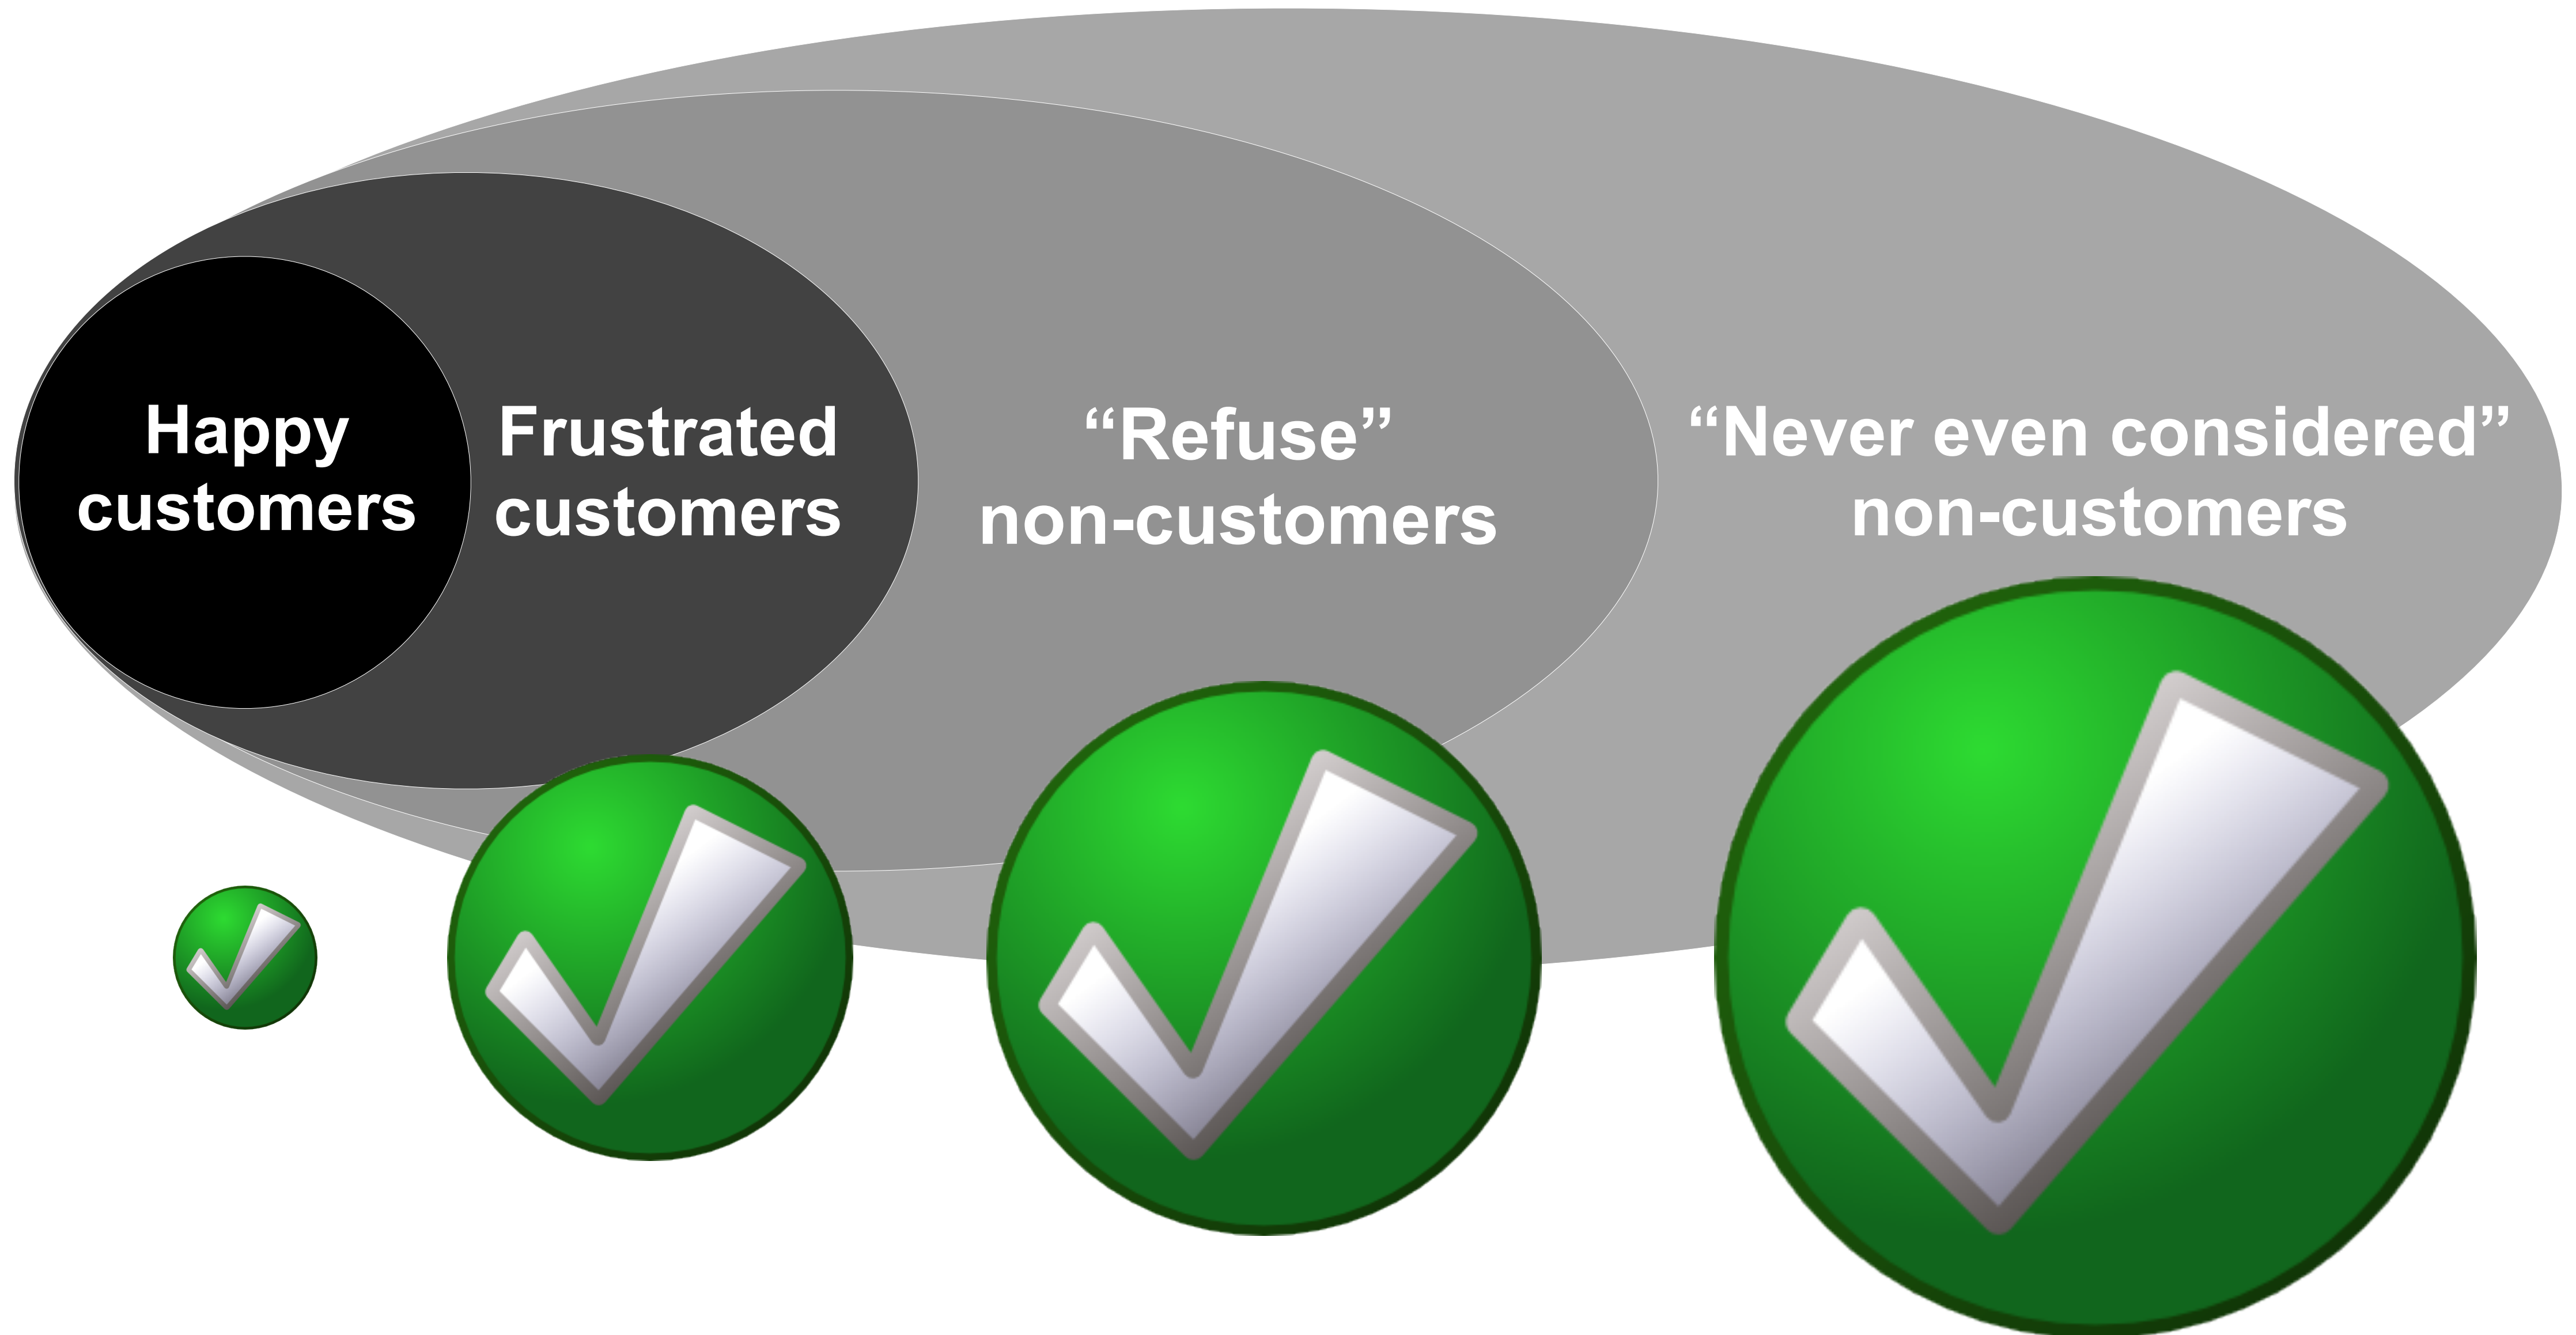 Happy
customers
Frustrated
customers
“Refuse”
non-customers
“Never even considered”
non-customers